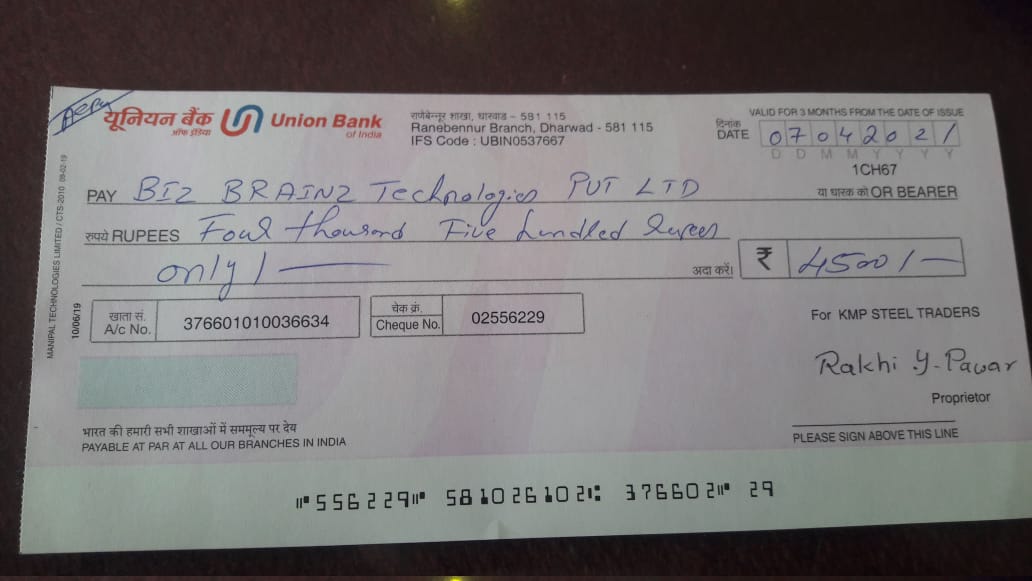 यूनियन बैंक
ऑफ इंडिया
Union Bank
of India
राणेबेन्नूर शाखा, धारवाड - 581 115
Ranebennur Branch, Dharwad - 581 115
IFS Code : UBIN0537667
VALID FOR 3 MONTHS FROM THE DATE OF ISSUE
दिनांक
DATE 07042021
D D M M Y Y Y Y
1CH67
PAY BIZ BRAINZ Technologies PVT LTD या धारक को OR BEARER
रुपये RUPEES Four thousand Five hundred rupees
only/— अदा करें। ₹ 4500/—
खाता सं.
A/c No. 376601010036634
चेक क्रं.
Cheque No. 02556229
For KMP STEEL TRADERS
Rakhi Y. Pawar
Proprietor
PLEASE SIGN ABOVE THIS LINE
भारत की हमारी सभी शाखाओं में सममूल्य पर देय
PAYABLE AT PAR AT ALL OUR BRANCHES IN INDIA
⑈556229⑈ 581026102⑆ 376602⑈ 29
MANIPAL TECHNOLOGIES LIMITED / CTS-2010 08-02-19
10/06/19